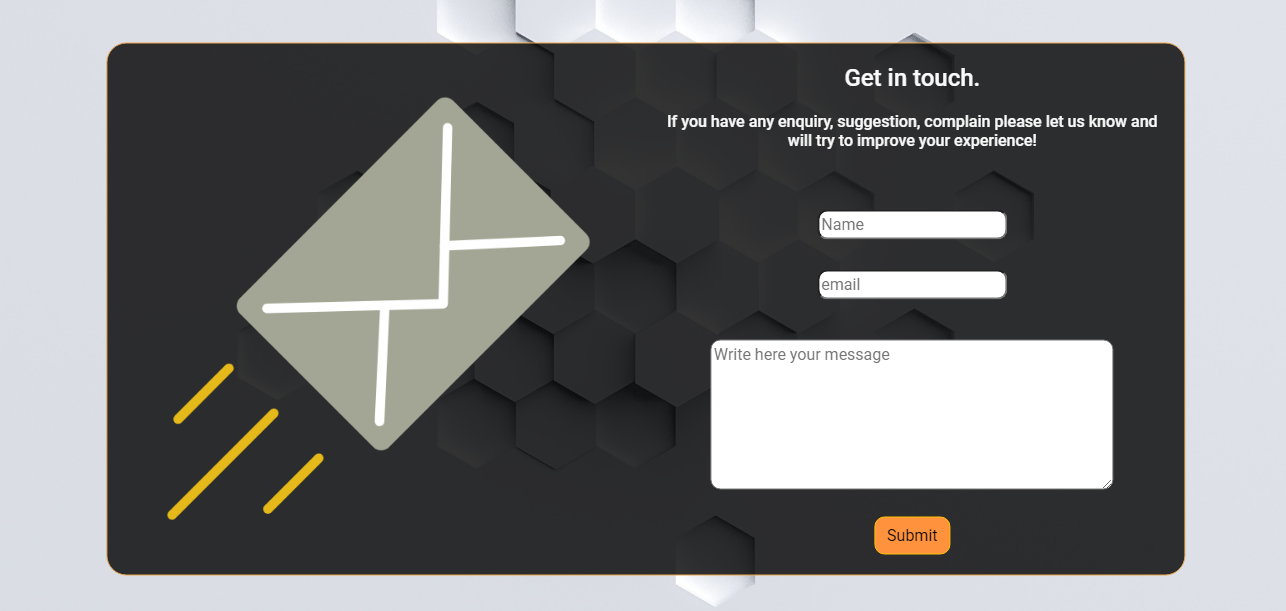 Get in touch.
If you have any enquiry, suggestion, complain please let us know and
will try to improve your experience!
Name
email
Write here your message
Submit